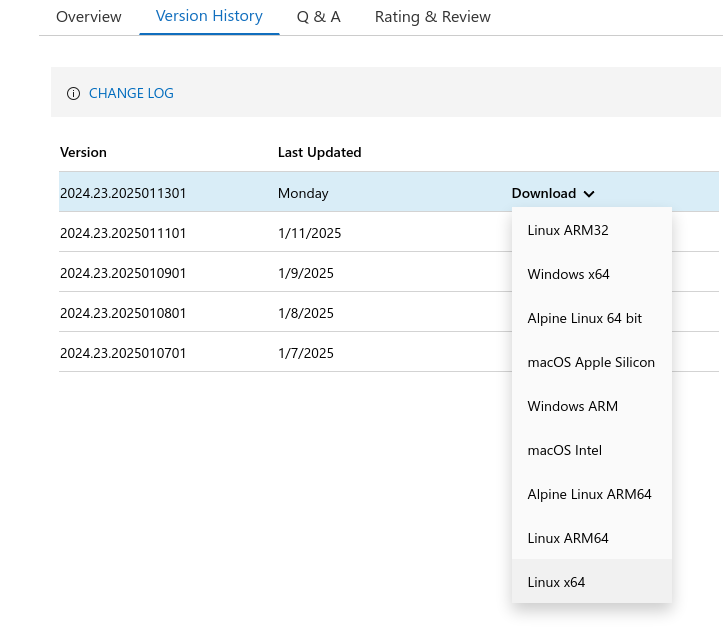 Overview Version History Q & A Rating & Review
CHANGE LOG
Version Last Updated
2024.23.2025011301 Monday Download
2024.23.2025011101 1/11/2025
2024.23.2025010901 1/9/2025
2024.23.2025010801 1/8/2025
2024.23.2025010701 1/7/2025
Linux ARM32
Windows x64
Alpine Linux 64 bit
macOS Apple Silicon
Windows ARM
macOS Intel
Alpine Linux ARM64
Linux ARM64
Linux x64